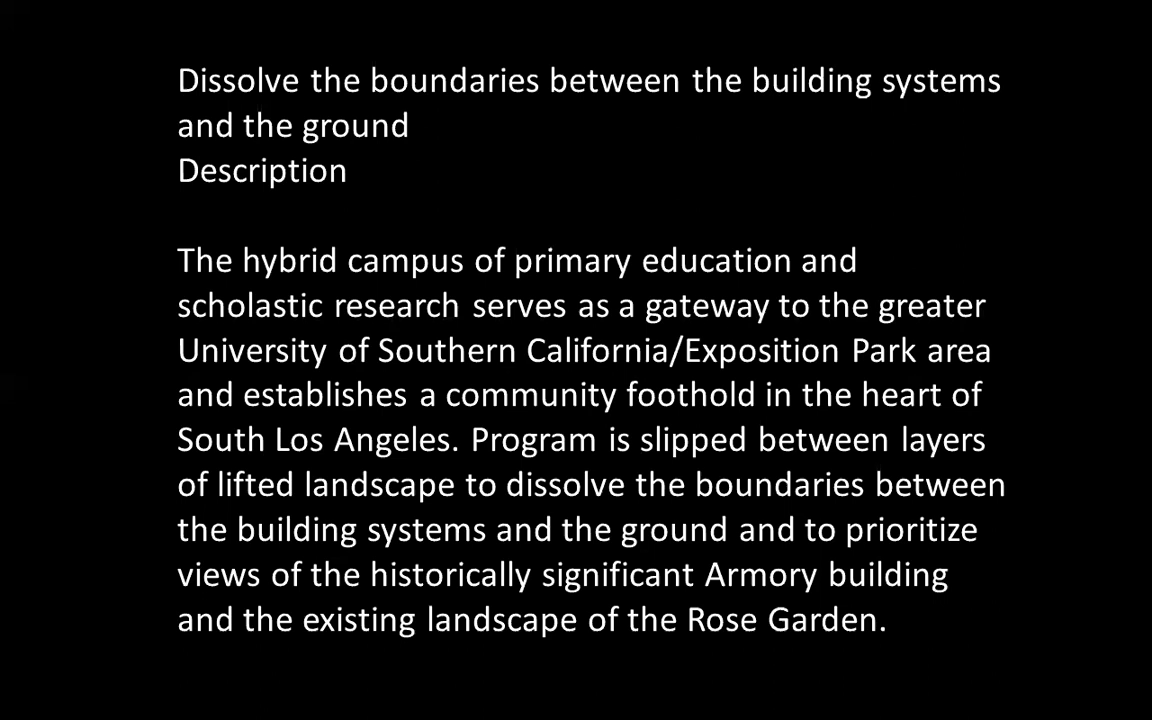 Dissolve the boundaries between the building systems
and the ground
Description
The hybrid campus of primary education and
scholastic research serves as a gateway to the greater
University of Southern California/Exposition Park area
and establishes a community foothold in the heart of
South Los Angeles. Program is slipped between layers
of lifted landscape to dissolve the boundaries between
the building systems and the ground and to prioritize
views of the historically significant Armory building
and the existing landscape of the Rose Garden.